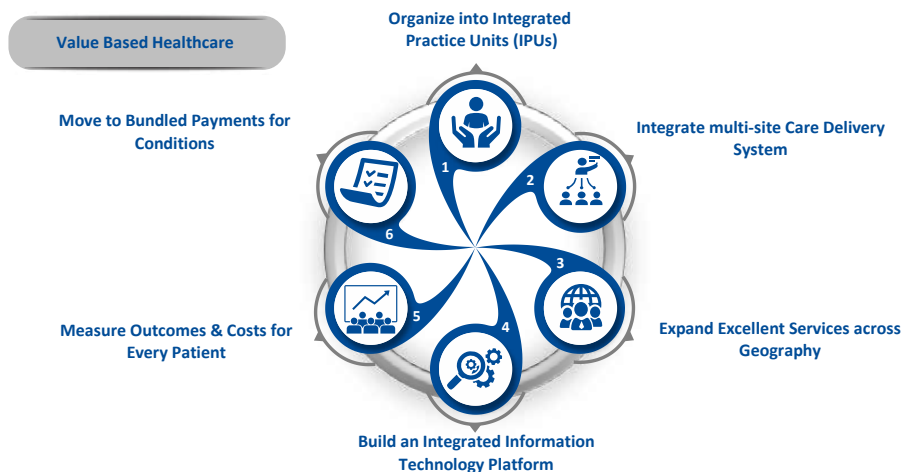 Value Based Healthcare
Organize into Integrated
Practice Units (IPUs)
Move to Bundled Payments for
Conditions
Integrate multi-site Care Delivery
System
1
2
3
4
5
6
Measure Outcomes & Costs for
Every Patient
Expand Excellent Services across
Geography
Build an Integrated Information
Technology Platform